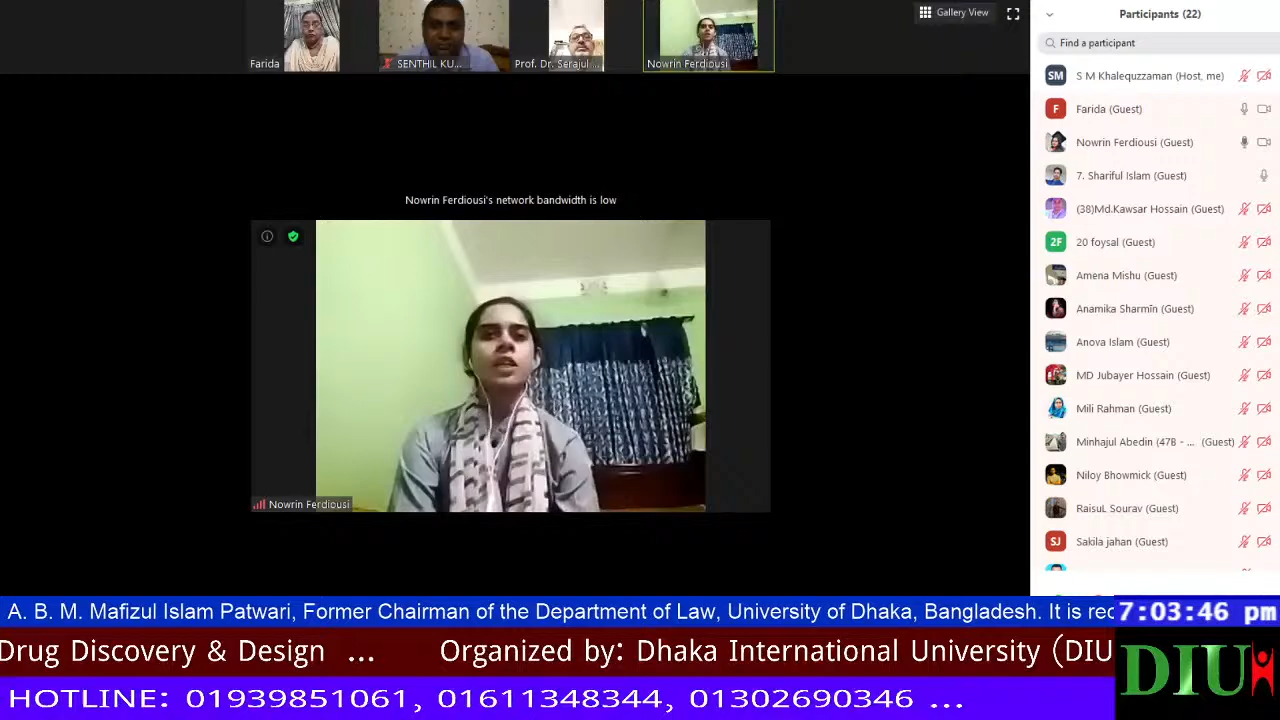 Farida
SENTHIL KU...
Prof. Dr. Serajul ...
Nowrin Ferdiousi
Gallery View
Nowrin Ferdiousi's network bandwidth is low
Nowrin Ferdiousi
Participants (22)
Find a participant
SM S M Khalequzzaman (Host, me)
F Farida (Guest)
Nowrin Ferdiousi (Guest)
7. Shariful Islam (Guest)
(38)Md.Kawsar Hossain (Guest)
2F 20 foysal (Guest)
Amena Mishu (Guest)
Anamika Sharmīn (Guest)
Anova Islam (Guest)
MD Jubayer Hossain (Guest)
Mili Rahman (Guest)
Minhajul Abedin (47B - ... (Guest)
Niloy Bhowmick (Guest)
RaisuL Sourav (Guest)
SJ Sakila jahan (Guest)
A. B. M. Mafizul Islam Patwari, Former Chairman of the Department of Law, University of Dhaka, Bangladesh. It is rec
7:03:46 pm
Drug Discovery & Design ... Organized by: Dhaka International University (DIU
HOTLINE: 01939851061, 01611348344, 01302690346 ...
DIU